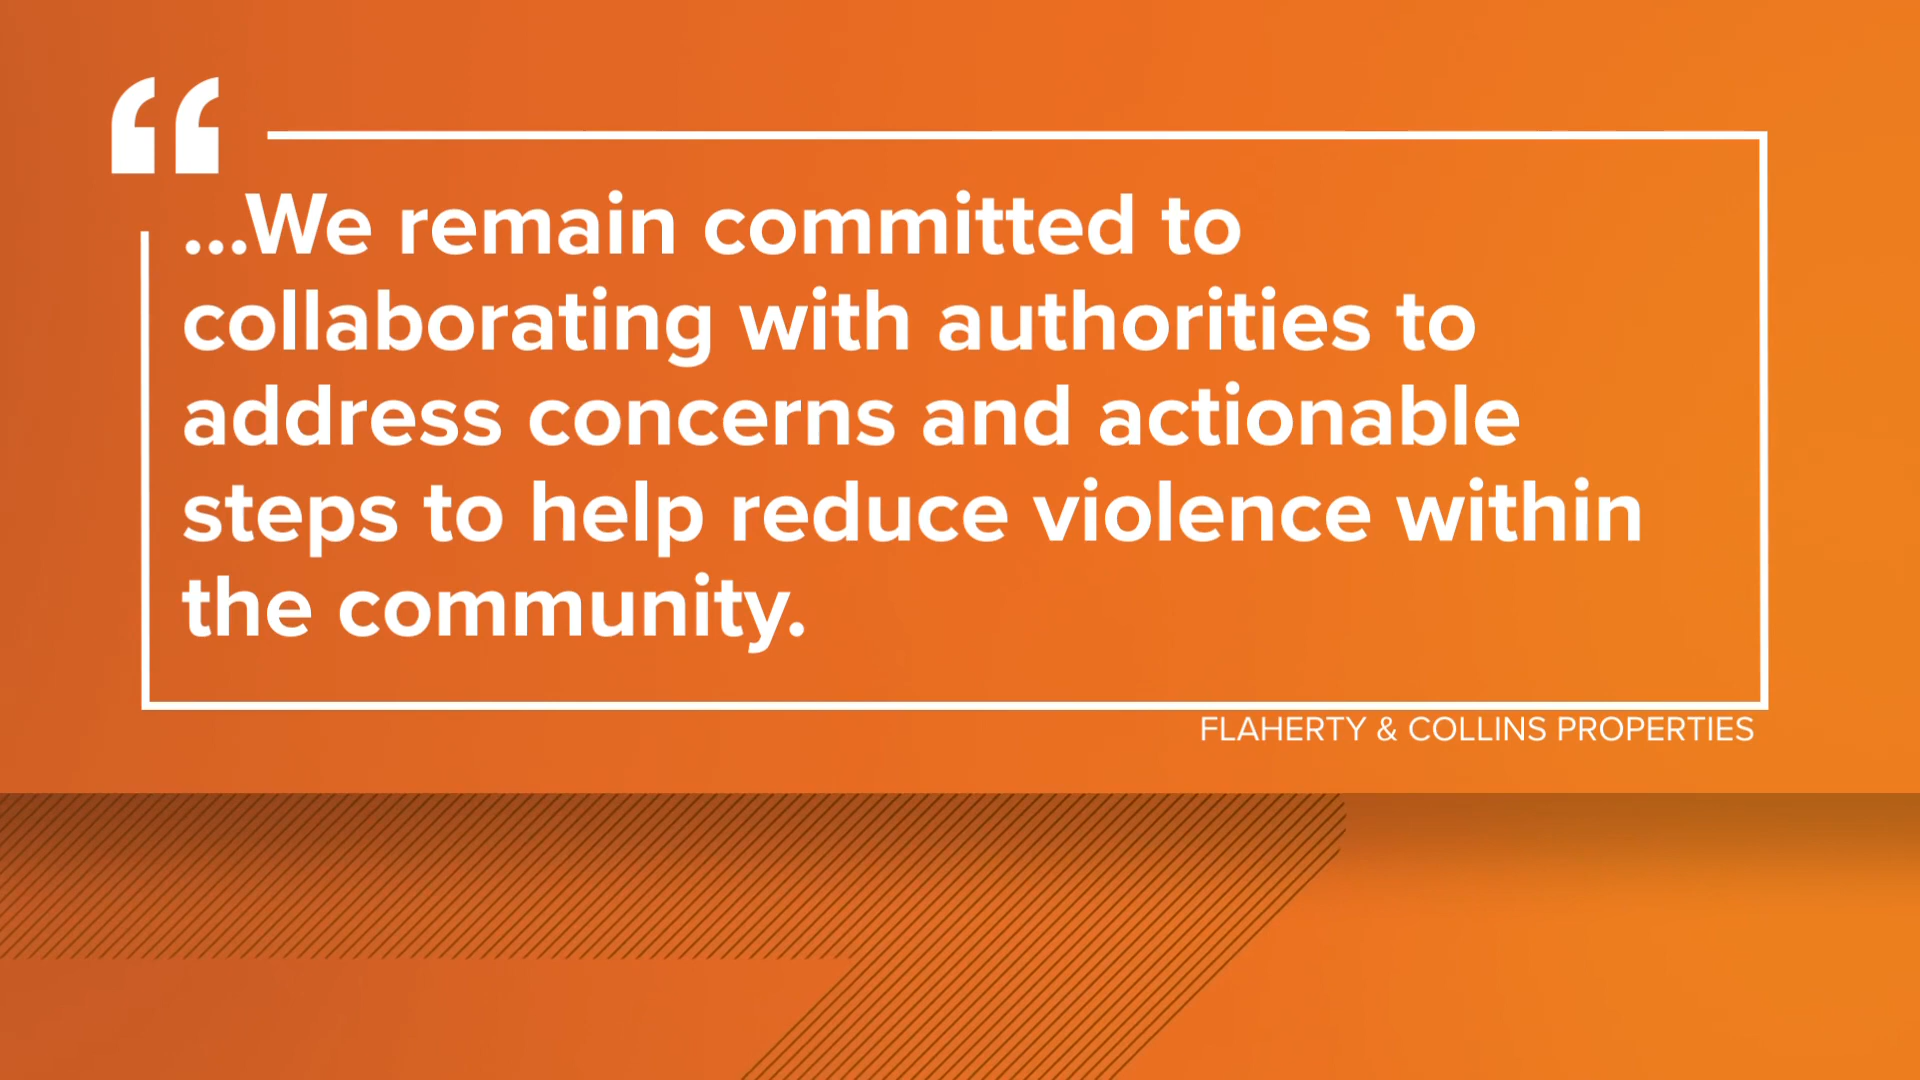 “
...We remain committed to
collaborating with authorities to
address concerns and actionable
steps to help reduce violence within
the community.
FLAHERTY & COLLINS PROPERTIES